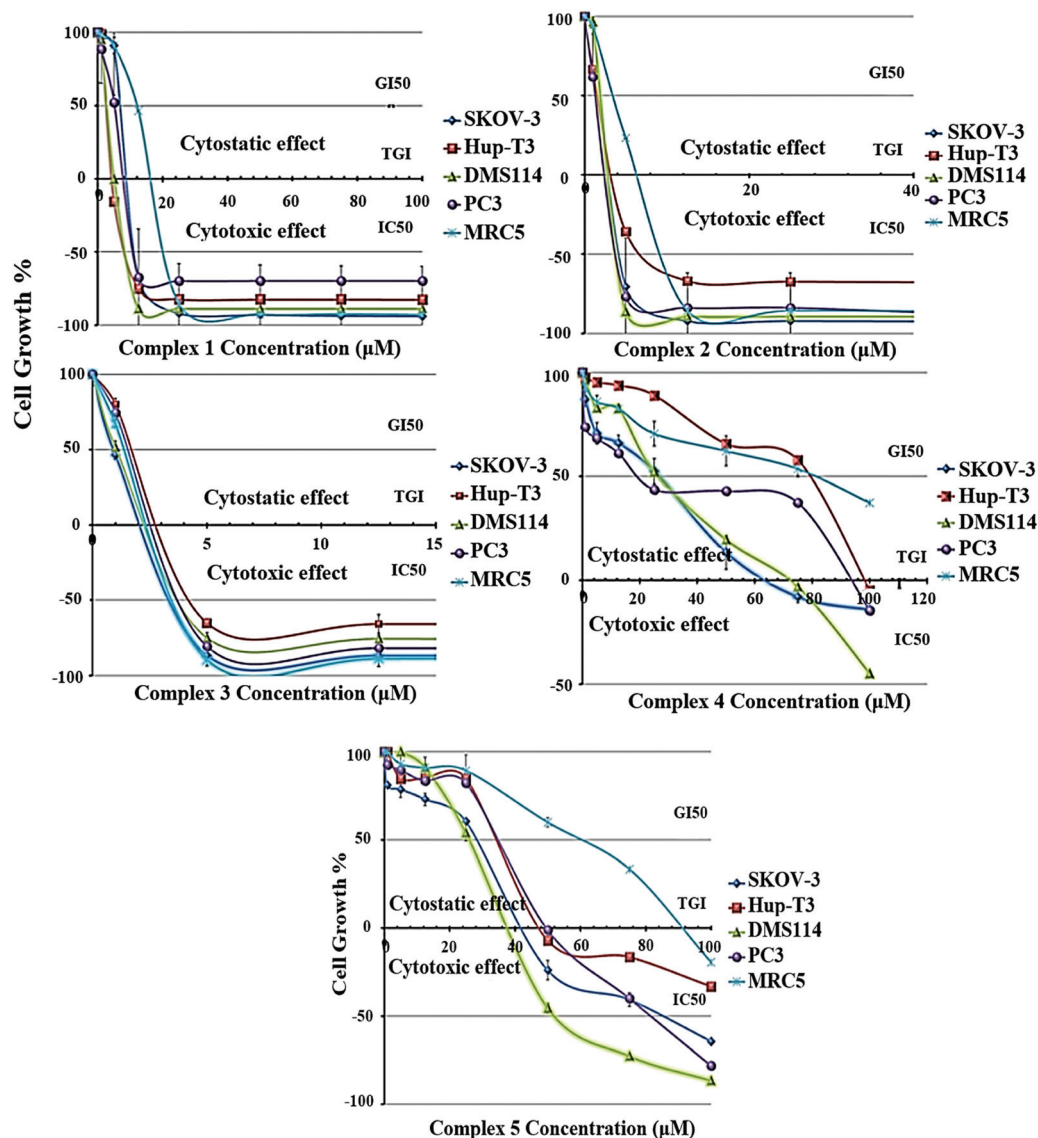 Cell Growth %
100
50
0
-50
-100
0
20
40
60
80
100
GI50
Cystostatic effect
TGI
Cytotoxic effect
IC50
SKOV-3
Hup-T3
DMS114
PC3
MRC5
Complex 1 Concentration (µM)
100
50
0
-50
-100
0
20
40
GI50
Cytostatic effect
TGI
Cytotoxic effect
IC50
SKOV-3
Hup-T3
DMS114
PC3
MRC5
Complex 2 Concentration (µM)
100
50
0
-50
-100
0
5
10
15
GI50
Cytostatic effect
TGI
Cytotoxic effect
IC50
SKOV-3
Hup-T3
DMS114
PC3
MRC5
Complex 3 Concentration (µM)
100
50
0
-50
0
20
40
60
80
100
120
GI50
Cytostatic effect
TGI
Cytotoxic effect
IC50
SKOV-3
Hup-T3
DMS114
PC3
MRC5
Complex 4 Concentration (µM)
Cell Growth %
100
50
0
-50
-100
0
20
40
60
80
100
GI50
Cytostatic effect
TGI
Cytotoxic effect
IC50
SKOV-3
Hup-T3
DMS114
PC3
MRC5
Complex 5 Concentration (µM)